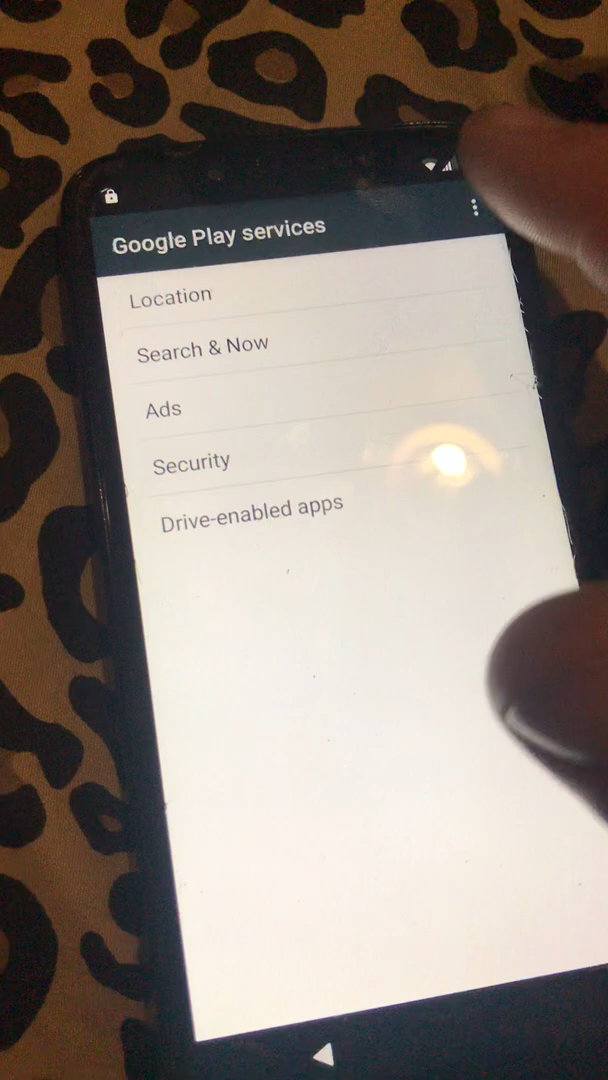 Google Play services
Location
Search & Now
Ads
Security
Drive-enabled apps